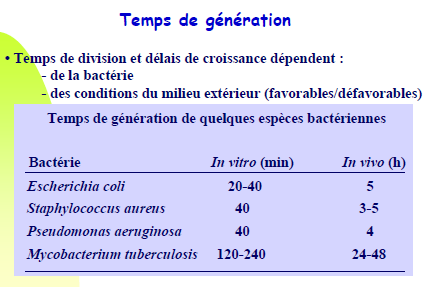 Temps de génération
• Temps de division et délais de croissance dépendent :
- de la bactérie
- des conditions du milieu extérieur (favorables/défavorables)
Temps de génération de quelques espèces bactériennes
Bactérie In vitro (min) In vivo (h)
Escherichia coli 20-40 5
Staphylococcus aureus 40 3-5
Pseudomonas aeruginosa 40 4
Mycobacterium tuberculosis 120-240 24-48